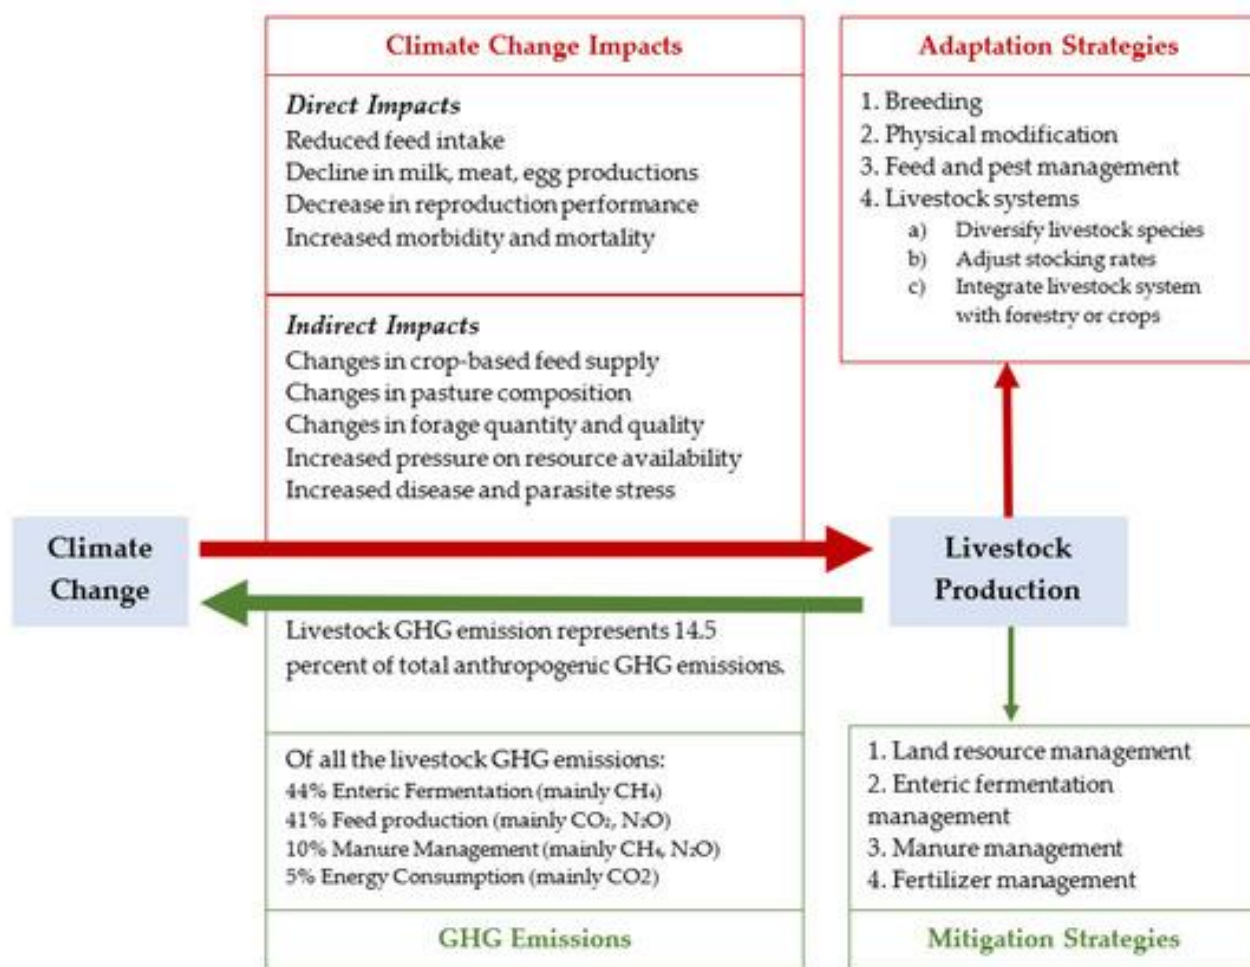 Climate Change Impacts
Direct Impacts
Reduced feed intake
Decline in milk, meat, egg productions
Decrease in reproduction performance
Increased morbidity and mortality
Indirect Impacts
Changes in crop-based feed supply
Changes in pasture composition
Changes in forage quantity and quality
Increased pressure on resource availability
Increased disease and parasite stress
Adaptation Strategies
1. Breeding
2. Physical modification
3. Feed and pest management
4. Livestock systems
a) Diversify livestock species
b) Adjust stocking rates
c) Integrate livestock system
with forestry or crops
Climate
Change
Livestock
Production
Livestock GHG emission represents 14.5
percent of total anthropogenic GHG emissions.
Of all the livestock GHG emissions:
44% Enteric Fermentation (mainly CH₄)
41% Feed production (mainly CO₂, N₂O)
10% Manure Management (mainly CH₄, N₂O)
5% Energy Consumption (mainly CO2)
GHG Emissions
1. Land resource management
2. Enteric fermentation
management
3. Manure management
4. Fertilizer management
Mitigation Strategies